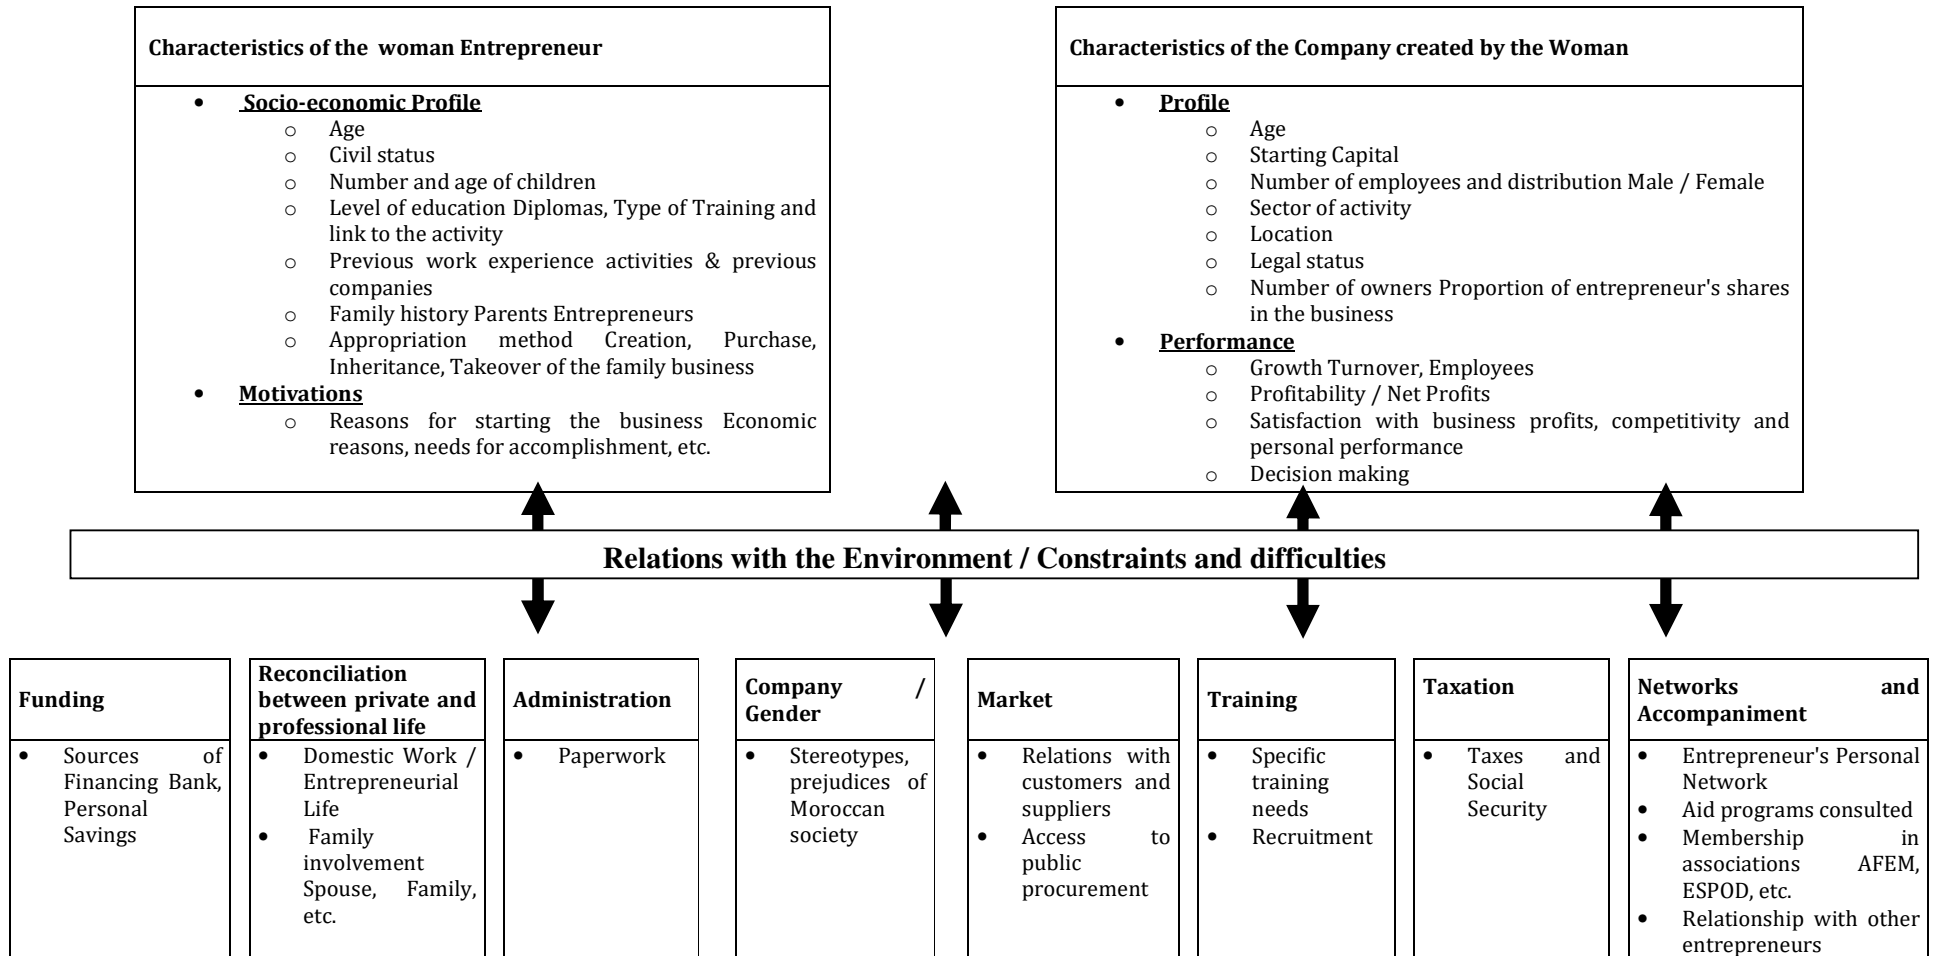 Characteristics of the woman Entrepreneur
• Socio-economic Profile
o Age
o Civil status
o Number and age of children
o Level of education Diplomas, Type of Training and
link to the activity
o Previous work experience activities & previous
companies
o Family history Parents Entrepreneurs
o Appropriation method Creation, Purchase,
Inheritance, Takeover of the family business
• Motivations
o Reasons for starting the business Economic
reasons, needs for accomplishment, etc.
Characteristics of the Company created by the Woman
• Profile
o Age
o Starting Capital
o Number of employees and distribution Male / Female
o Sector of activity
o Location
o Legal status
o Number of owners Proportion of entrepreneur's shares
in the business
• Performance
o Growth Turnover, Employees
o Profitability / Net Profits
o Satisfaction with business profits, competitivity and
personal performance
o Decision making
Relations with the Environment / Constraints and difficulties
Funding
• Sources of
Financing Bank,
Personal
Savings
Reconciliation
between private and
professional life
• Domestic Work /
Entrepreneurial
Life
• Family
involvement
Spouse, Family,
etc.
Administration
• Paperwork
Company /
Gender
• Stereotypes,
prejudices of
Moroccan
society
Market
• Relations with
customers and
suppliers
• Access to
public
procurement
Training
• Specific
training
needs
• Recruitment
Taxation
• Taxes and
Social
Security
Networks and
Accompaniment
• Entrepreneur's Personal
Network
• Aid programs consulted
• Membership in
associations AFEM,
ESPOD, etc.
• Relationship with other
entrepreneurs